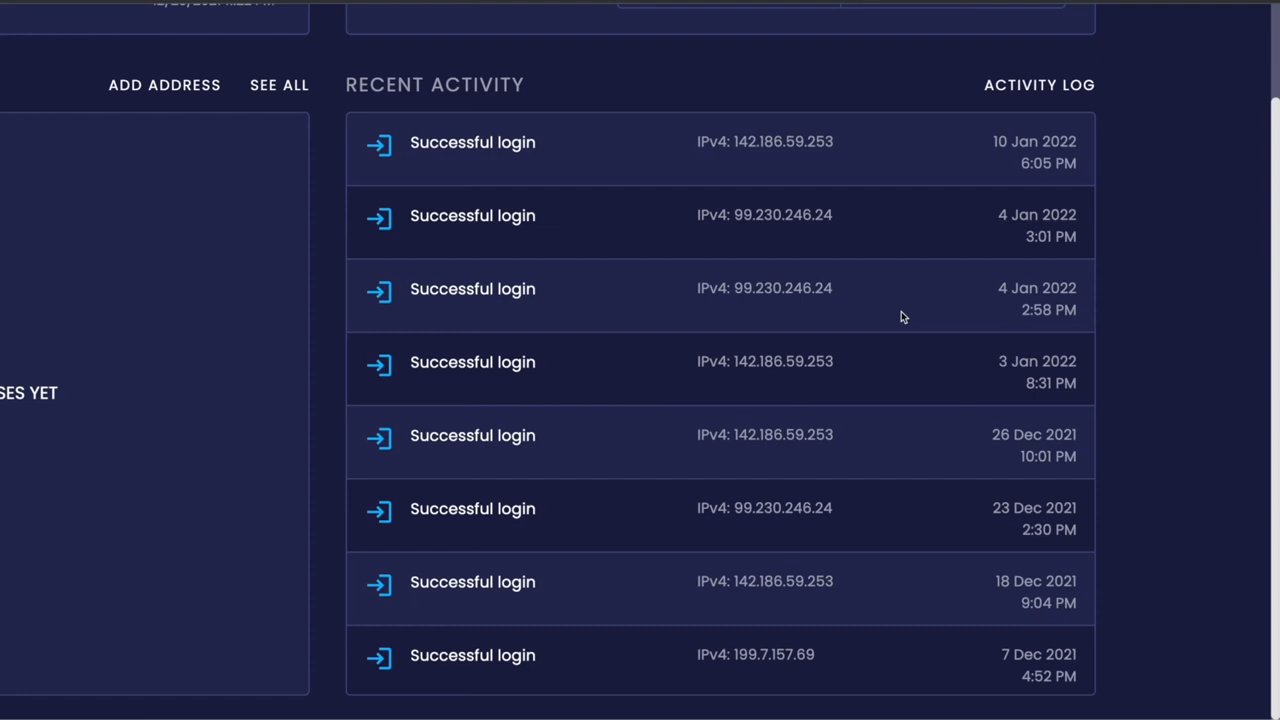 ADD ADDRESS SEE ALL
SES YET
RECENT ACTIVITY ACTIVITY LOG
Successful login IPv4: 142.186.59.253 10 Jan 2022
6:05 PM
Successful login IPv4: 99.230.246.24 4 Jan 2022
3:01 PM
Successful login IPv4: 99.230.246.24 4 Jan 2022
2:58 PM
Successful login IPv4: 142.186.59.253 3 Jan 2022
8:31 PM
Successful login IPv4: 142.186.59.253 26 Dec 2021
10:01 PM
Successful login IPv4: 99.230.246.24 23 Dec 2021
2:30 PM
Successful login IPv4: 142.186.59.253 18 Dec 2021
9:04 PM
Successful login IPv4: 199.7.157.69 7 Dec 2021
4:52 PM